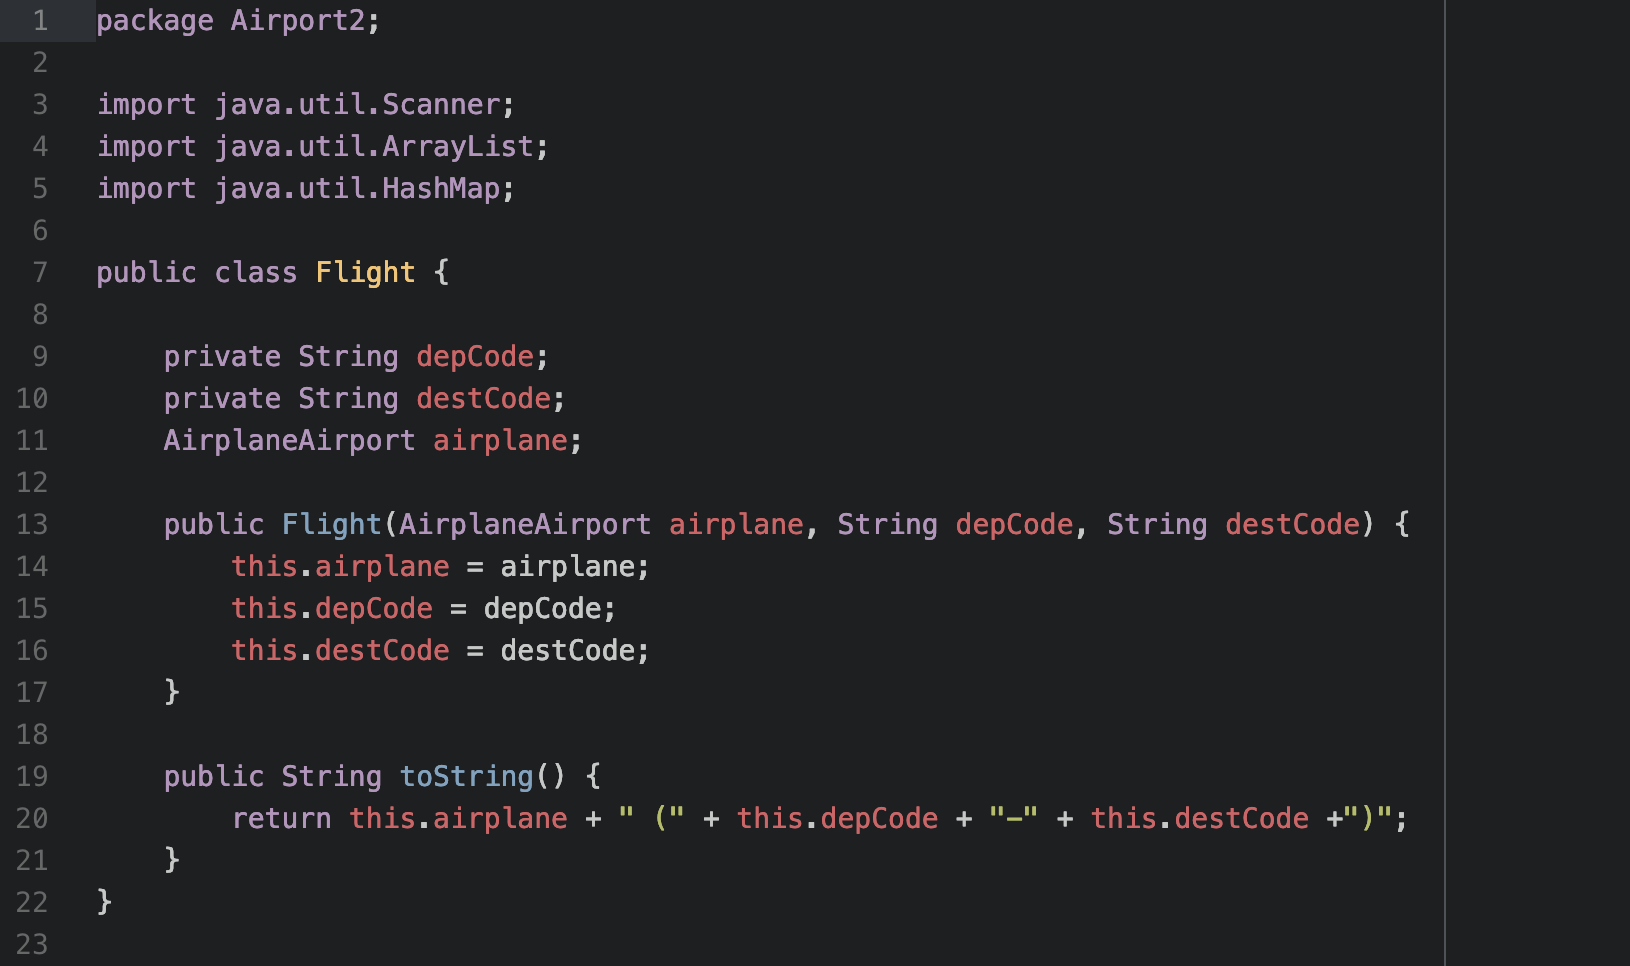 1 package Airport2;
2
3 import java.util.Scanner;
4 import java.util.ArrayList;
5 import java.util.HashMap;
6
7 public class Flight {
8
9     private String depCode;
10     private String destCode;
11     AirplaneAirport airplane;
12
13     public Flight(AirplaneAirport airplane, String depCode, String destCode) {
14         this.airplane = airplane;
15         this.depCode = depCode;
16         this.destCode = destCode;
17     }
18
19     public String toString() {
20         return this.airplane + " (" + this.depCode + "-" + this.destCode +")";
21     }
22 }
23